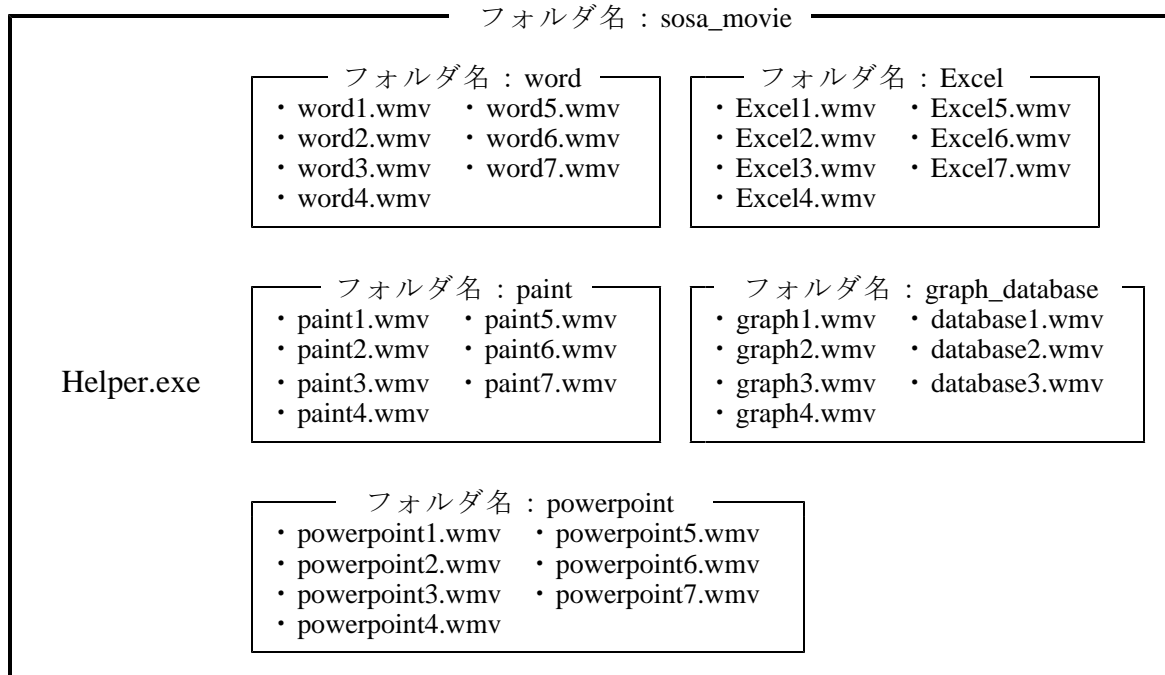 フォルダ名：sosa_movie
フォルダ名：word
・word1.wmv ・word5.wmv
・word2.wmv ・word6.wmv
・word3.wmv ・word7.wmv
・word4.wmv
フォルダ名：Excel
・Excel1.wmv ・Excel5.wmv
・Excel2.wmv ・Excel6.wmv
・Excel3.wmv ・Excel7.wmv
・Excel4.wmv
Helper.exe
フォルダ名：paint
・paint1.wmv ・paint5.wmv
・paint2.wmv ・paint6.wmv
・paint3.wmv ・paint7.wmv
・paint4.wmv
フォルダ名：graph_database
・graph1.wmv ・database1.wmv
・graph2.wmv ・database2.wmv
・graph3.wmv ・database3.wmv
・graph4.wmv
フォルダ名：powerpoint
・powerpoint1.wmv ・powerpoint5.wmv
・powerpoint2.wmv ・powerpoint6.wmv
・powerpoint3.wmv ・powerpoint7.wmv
・powerpoint4.wmv